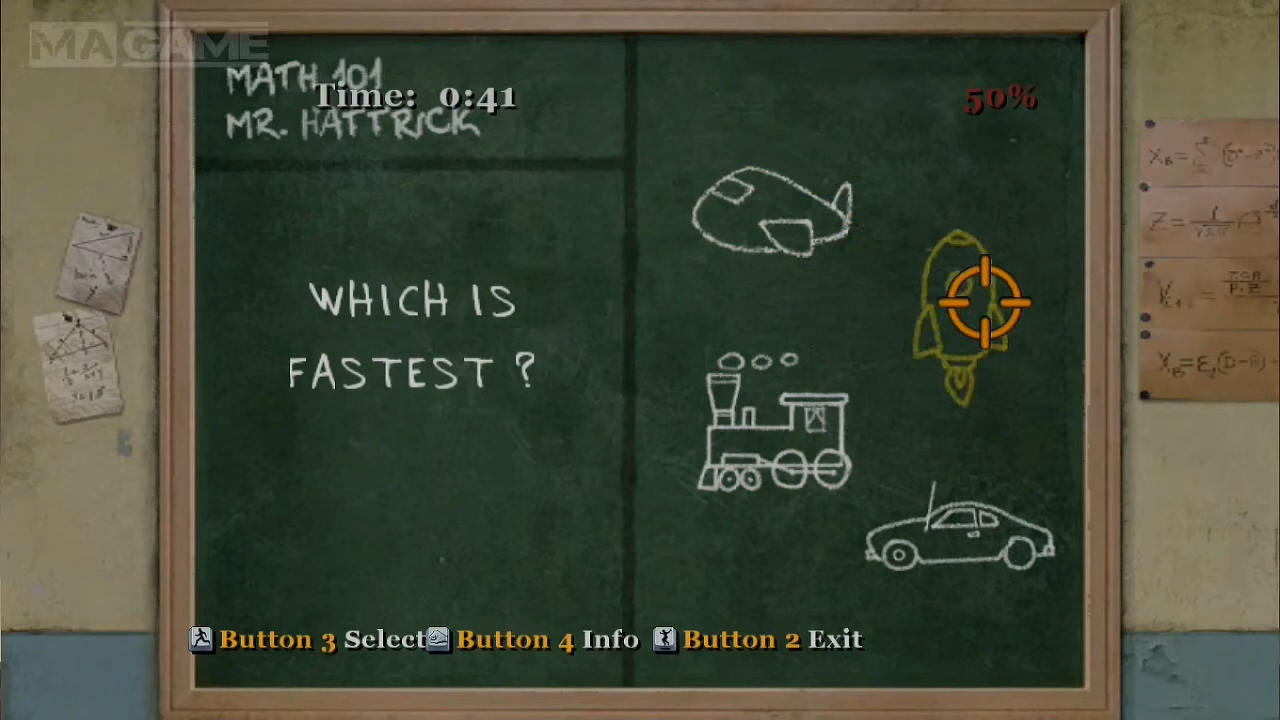 MAGAME
MATH 101
Time: 0:41
50%
MR. HATTRICK
WHICH IS
FASTEST ?
Button 3 Select Button 4 Info Button 2 Exit